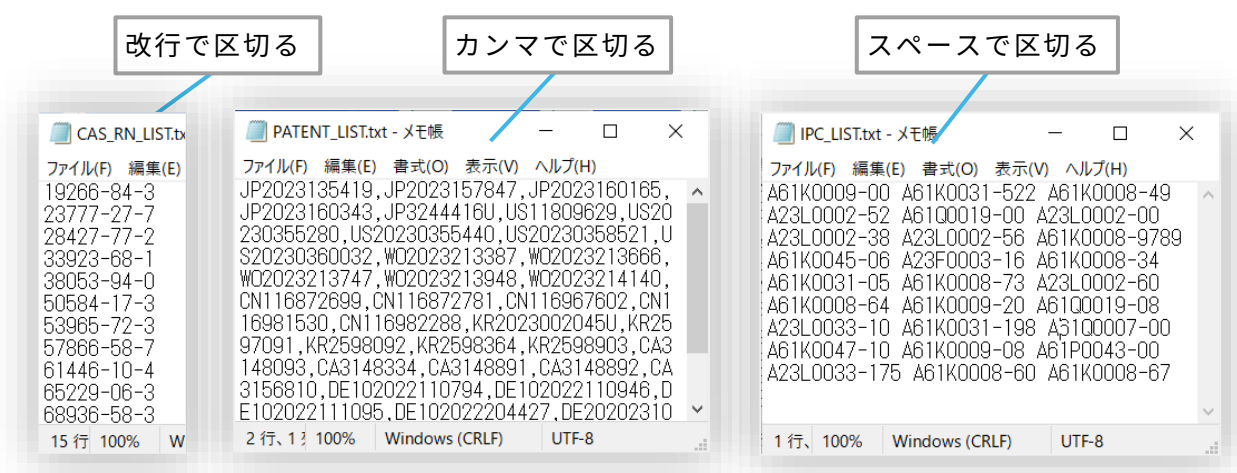 改行で区切る
カンマで区切る
スペースで区切る
CAS_RN_LIST.tx
ファイル(F) 編集(E)
19266-84-3
23777-27-7
28427-77-2
33923-68-1
38053-94-0
50584-17-3
53965-72-3
57866-58-7
61446-10-4
65229-06-3
68936-58-3
15 行 100% W
PATENT_LIST.txt - メモ帳
ファイル(F) 編集(E) 書式(O) 表示(V) ヘルプ(H)
JP2023135419,JP2023157847,JP2023160165,
JP2023160343,JP3244416U,US11809629,US20
230355280,US20230355440,US20230358521,U
S20230360032,WO2023213387,WO2023213666,
WO2023213747,WO2023213948,WO2023214140,
CN116872699,CN116872781,CN116967602,CN1
16981530,CN116982288,KR2023002045U,KR25
97091,KR2598092,KR2598364,KR2598903,CA3
148093,CA3148334,CA3148891,CA3148892,CA
3156810,DE102022110794,DE102022110946,D
E102022111095,DE102022204427,DE20202310
2 行、1 100% Windows (CRLF) UTF-8
IPC_LIST.txt - メモ帳
ファイル(F) 編集(E) 書式(O) 表示(V) ヘルプ(H)
A61K0009-00 A61K0031-522 A61K0008-49
A23L0002-52 A61Q0019-00 A23L0002-00
A23L0002-38 A23L0002-56 A61K0008-9789
A61K0045-06 A23F0003-16 A61K0008-34
A61K0031-05 A61K0008-73 A23L0002-60
A61K0008-64 A61K0009-20 A61Q0019-08
A23L0033-10 A61K0031-198 A61Q0007-00
A61K0047-10 A61K0009-08 A61P0043-00
A23L0033-175 A61K0008-60 A61K0008-67
1 行、 100% Windows (CRLF) UTF-8